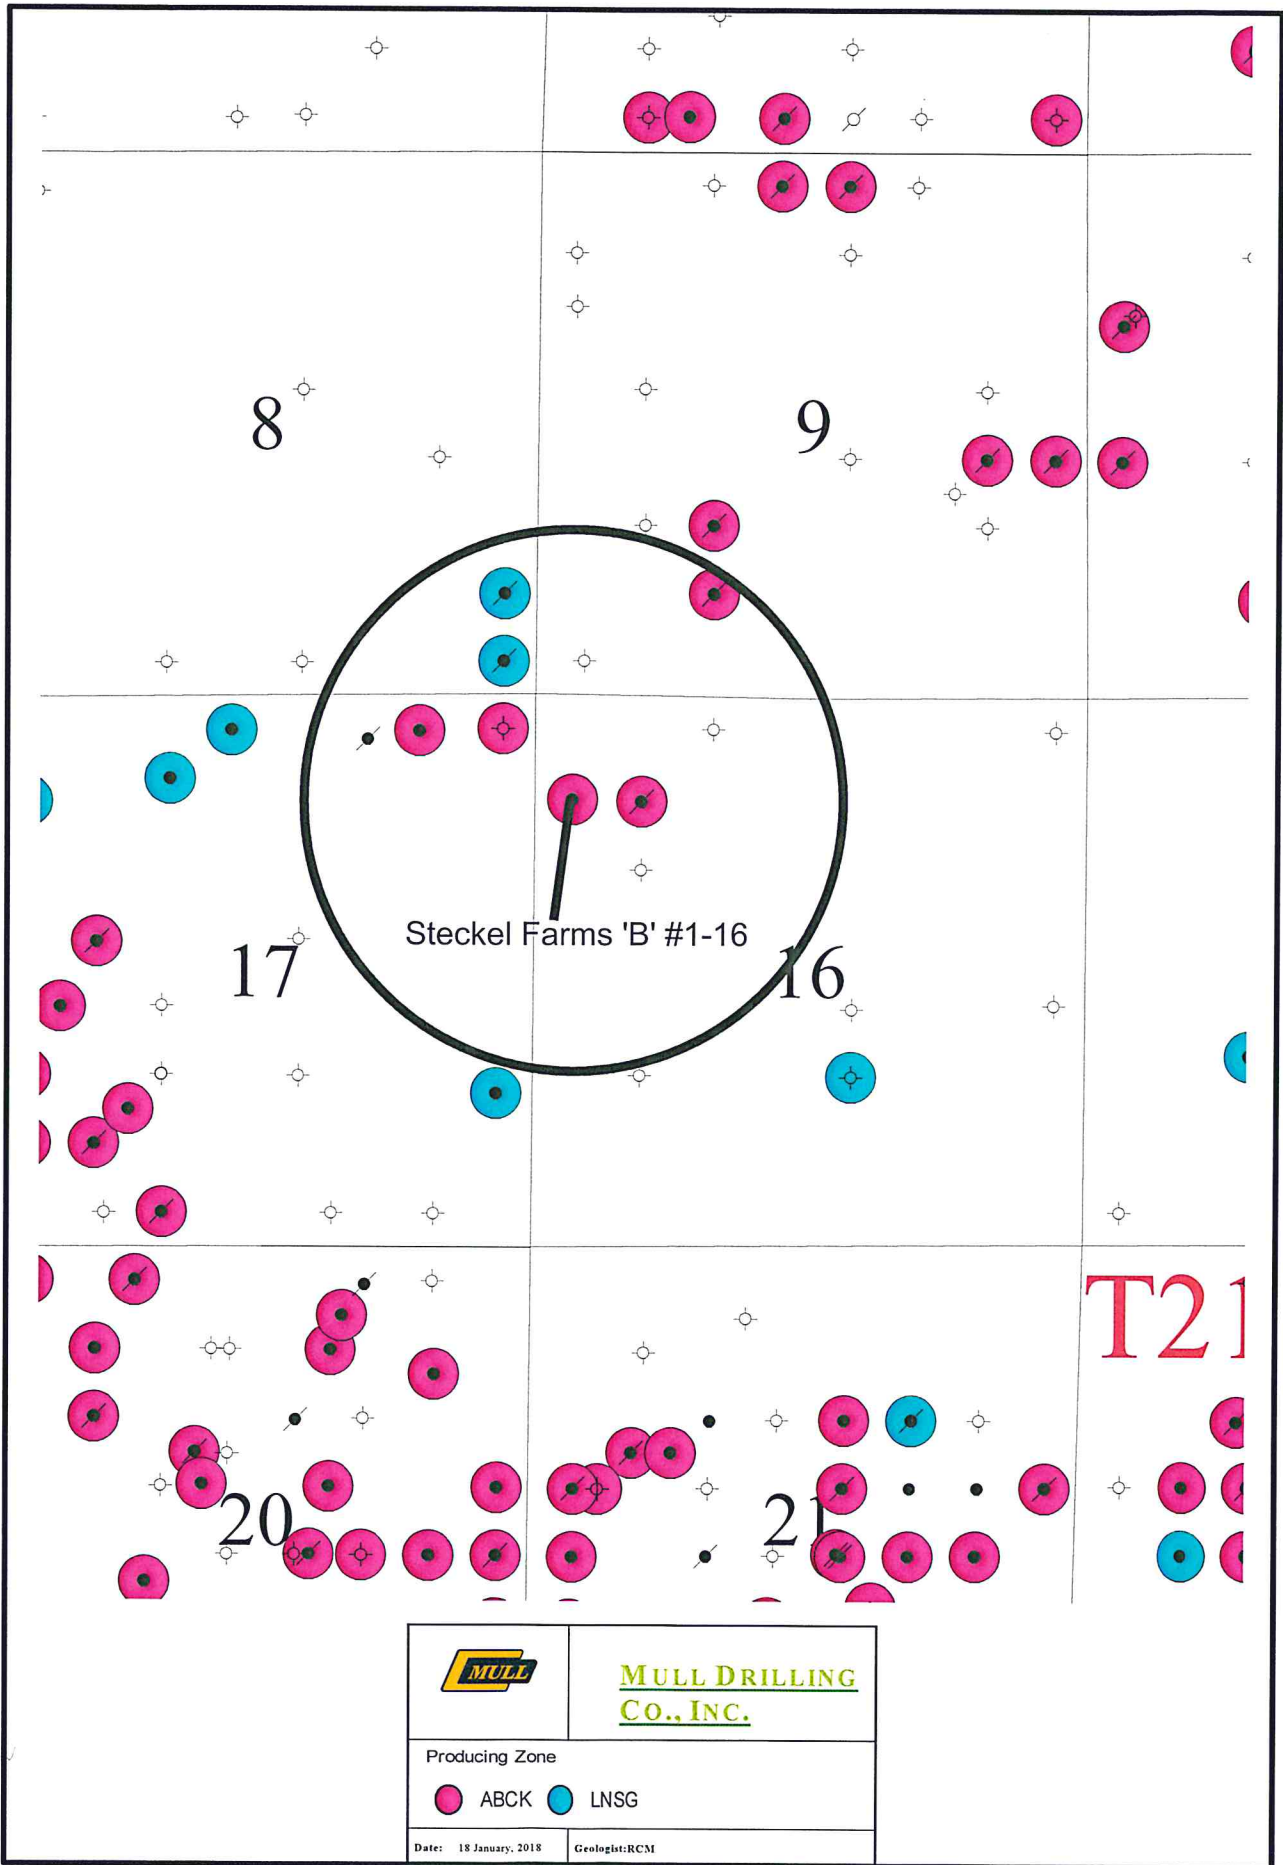 8
9
Steckel Farms 'B' #1-16
17
16
T21
20
21
MULL
MULL DRILLING
CO., INC.
Producing Zone
ABCK
LNSG
Date: 18 January, 2018
Geologist:RCM